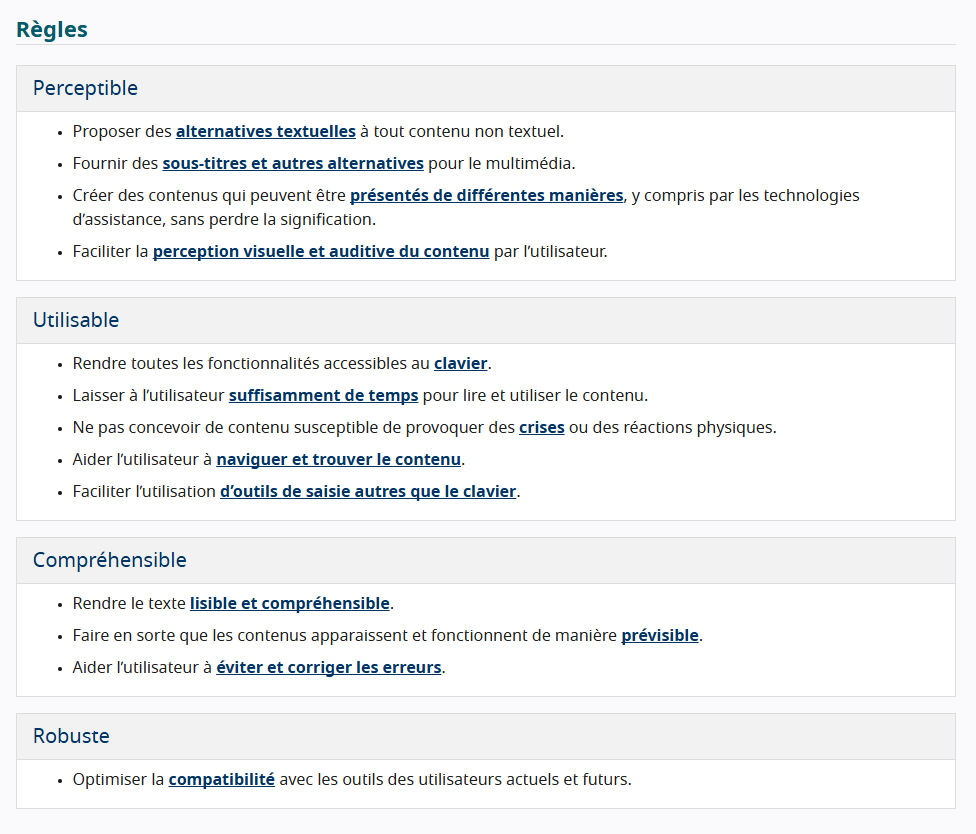 Règles
Perceptible
• Proposer des alternatives textuelles à tout contenu non textuel.
• Fournir des sous-titres et autres alternatives pour le multimédia.
• Créer des contenus qui peuvent être présentés de différentes manières, y compris par les technologies
d’assistance, sans perdre la signification.
• Faciliter la perception visuelle et auditive du contenu par l’utilisateur.
Utilisable
• Rendre toutes les fonctionnalités accessibles au clavier.
• Laisser à l’utilisateur suffisamment de temps pour lire et utiliser le contenu.
• Ne pas concevoir de contenu susceptible de provoquer des crises ou des réactions physiques.
• Aider l’utilisateur à naviguer et trouver le contenu.
• Faciliter l’utilisation d’outils de saisie autres que le clavier.
Compréhensible
• Rendre le texte lisible et compréhensible.
• Faire en sorte que les contenus apparaissent et fonctionnent de manière prévisible.
• Aider l’utilisateur à éviter et corriger les erreurs.
Robuste
• Optimiser la compatibilité avec les outils des utilisateurs actuels et futurs.